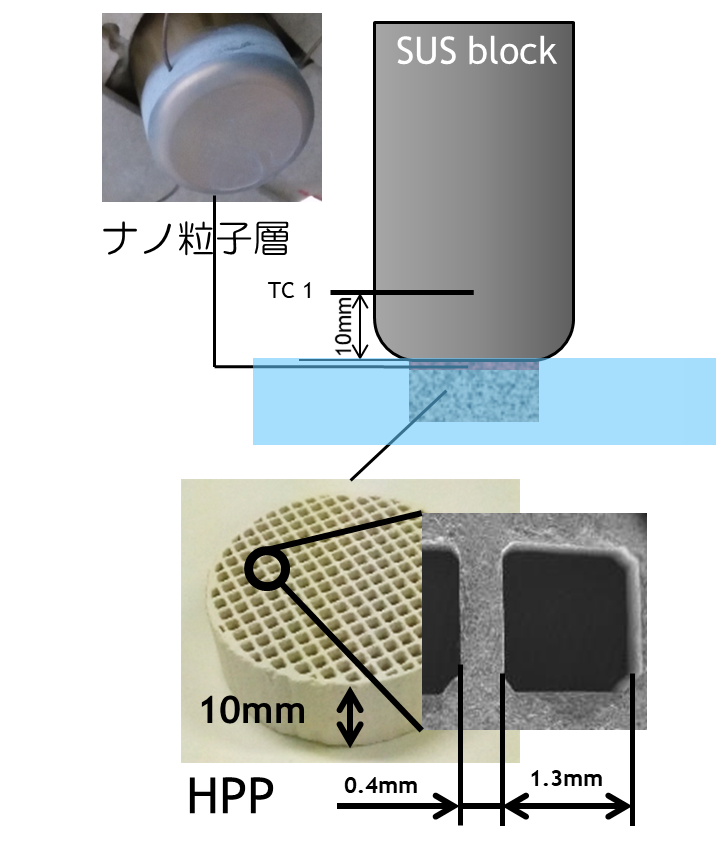 SUS block
ナノ粒子層
TC 1
10mm
10mm
HPP
0.4mm
1.3mm